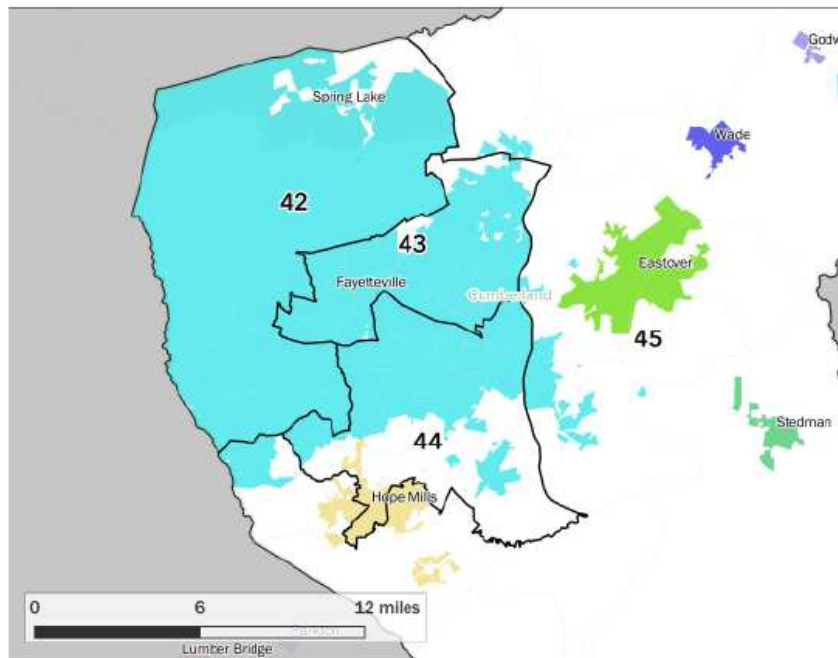 Godw
Wade
Spring Lake
42
43
Eastover
Fayetteville
Cumberland
45
Stedman
44
Hope Mills
0 6 12 miles
Lumber Bridge